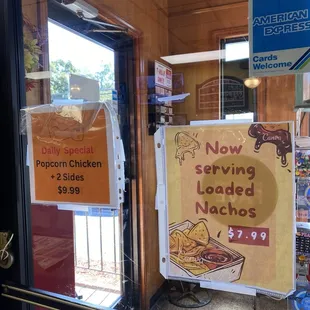 AMERICAN
EXPRESS
Cards
Welcome
Daily Special:
Popcorn Chicken
+ 2 Sides
$9.99
Now
serving
Loaded
Nachos
$7.99